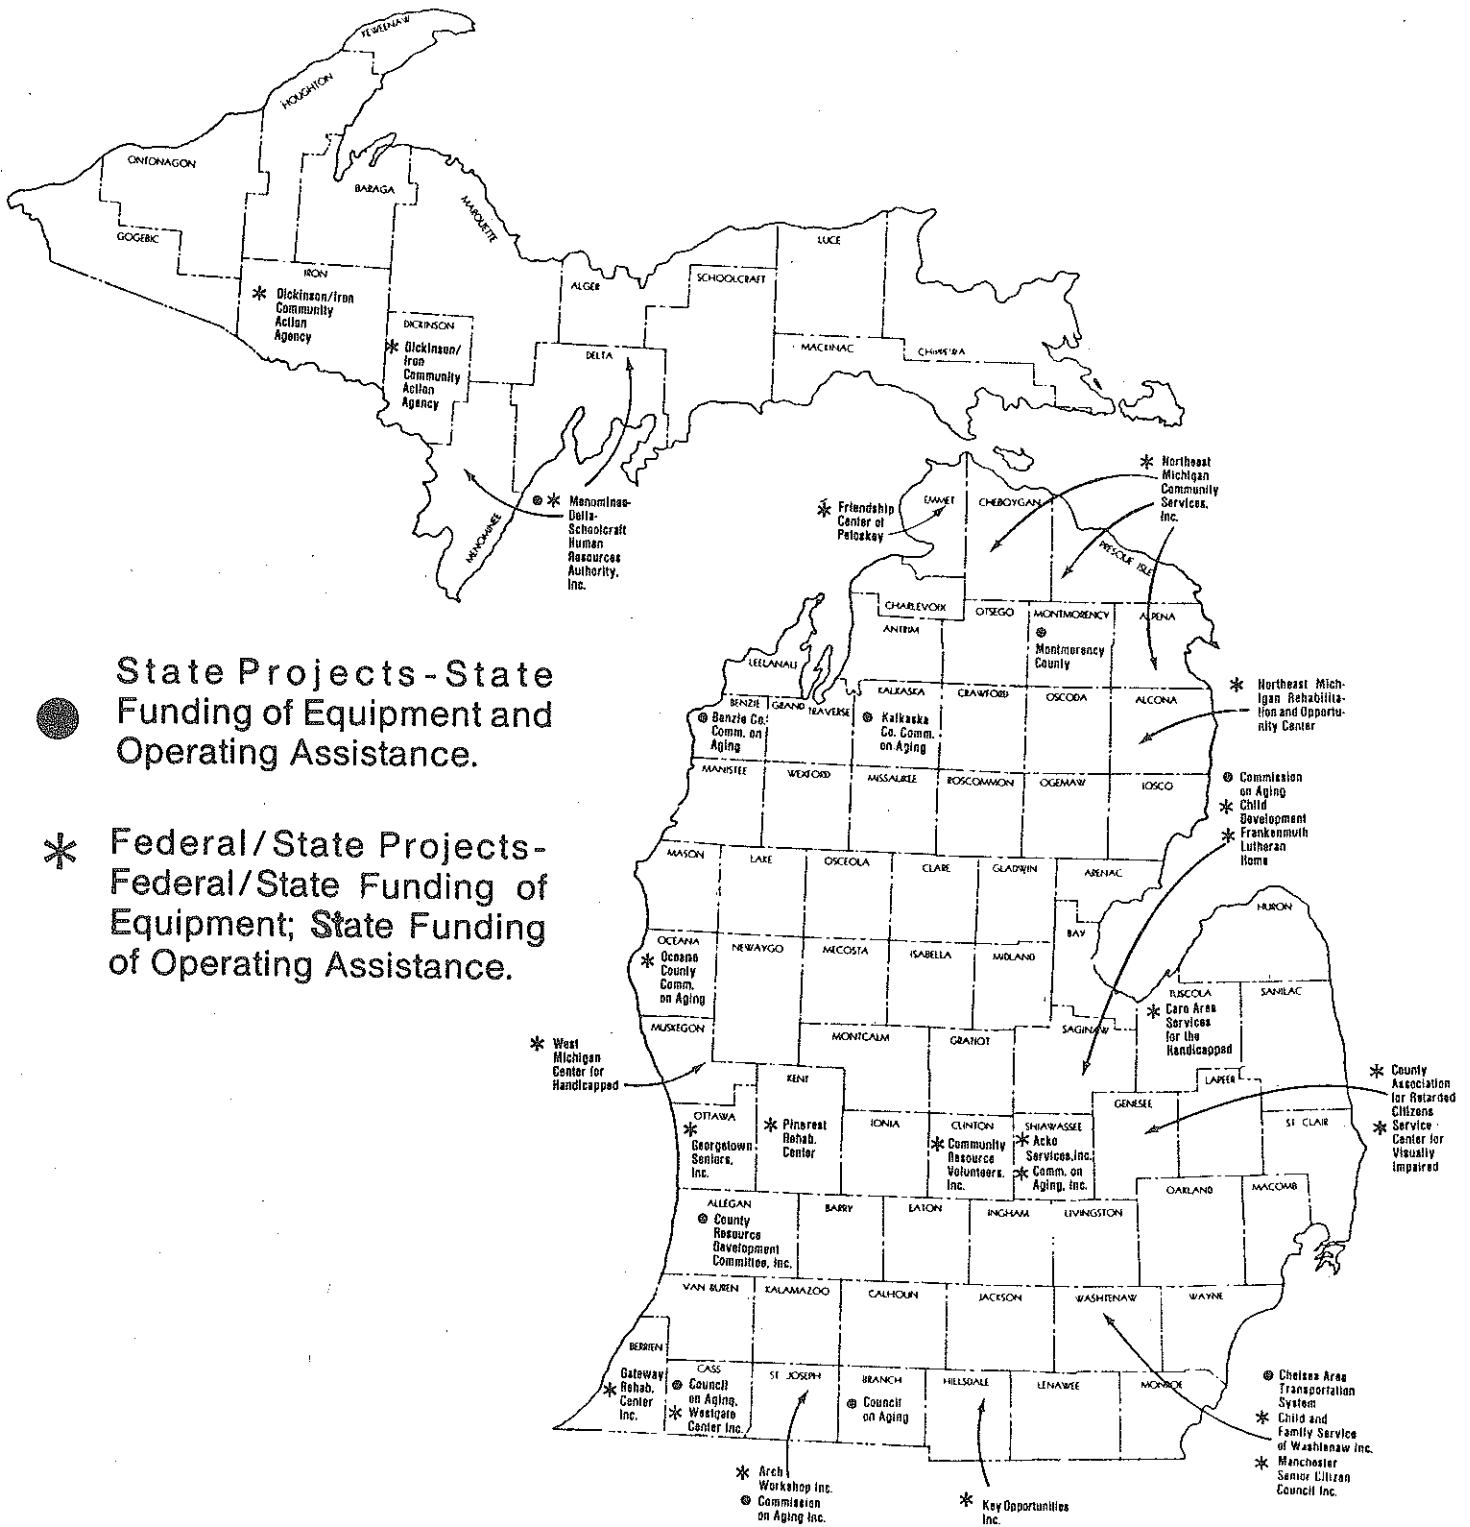 KEWEENAW
HOUGHTON
ONTONAGON
BARAGA
GOGEBIC
MARQUETTE
LUCE
IRON
ALGER
SCHOOLCRAFT
* Dickinson/Iron
Community
Action
Agency
DICKINSON
* Dickinson/
Iron
Community
Action
Agency
DELTA
MACKINAC
CHIPPEWA
● * Menominee-
Delta-
Schoolcraft
Human
Resources
Authority,
Inc.
MENOMINEE
* Friendship
Center of
Petoskey
EMMET
CHEBOYGAN
* Northeast
Michigan
Community
Services,
Inc.
PRESQUE ISLE
CHARLEVOIX
OTSEGO
MONTMORENCY
ALPENA
ANTRIM
● Montmorency
County
LEELANAU
● State Projects-State
Funding of Equipment and
Operating Assistance.
BENZIE
GRAND TRAVERSE
KALKASKA
CRAWFORD
OSCODA
ALCONA
● Benzie Co.
Comm. on
Aging
● Kalkaska
Co. Comm.
on Aging
* Northeast Mich-
igan Rehabilita-
tion and Opportu-
nity Center
MANISTEE
WEXFORD
MISSAUKEE
ROSCOMMON
OGEMAW
IOSCO
● Commission
on Aging
* Child
Development
* Frankenmuth
Lutheran
Home
* Federal/State Projects-
Federal/State Funding of
Equipment; State Funding
of Operating Assistance.
MASON
LAKE
OSCEOLA
CLARE
GLADWIN
ARENAC
HURON
BAY
OCEANA
NEWAYGO
MECOSTA
ISABELLA
MIDLAND
* Oceana
County
Comm.
on Aging
TUSCOLA
SANILAC
* Caro Area
Services
for the
Handicapped
MUSKEGON
MONTCALM
GRATIOT
SAGINAW
* West
Michigan
Center for
Handicapped
KENT
LAPEER
GENESEE
* County
Association
for Retarded
Citizens
* Service
Center for
Visually
Impaired
OTTAWA
* Georgetown
Seniors,
Inc.
* Pinerest
Rehab.
Center
IONIA
CLINTON
* Community
Resource
Volunteers,
Inc.
SHIAWASSEE
* Acko
Services, Inc.
* Comm. on
Aging, Inc.
ST CLAIR
OAKLAND
MACOMB
ALLEGAN
● County
Resource
Development
Committee, Inc.
BARRY
EATON
INGHAM
LIVINGSTON
VAN BUREN
KALAMAZOO
CALHOUN
JACKSON
WASHTENAW
WAYNE
BERRIEN
* Gateway
Rehab.
Center
Inc.
CASS
● Council
on Aging,
* Westgate
Center Inc.
ST JOSEPH
BRANCH
● Council
on Aging
HILLSDALE
LENAWEE
MONROE
● Chelsea Area
Transportation
System
* Child and
Family Service
of Washtenaw Inc.
* Manchester
Senior Citizen
Council Inc.
* Arch
Workshop Inc.
● Commission
on Aging Inc.
* Key Opportunities
Inc.